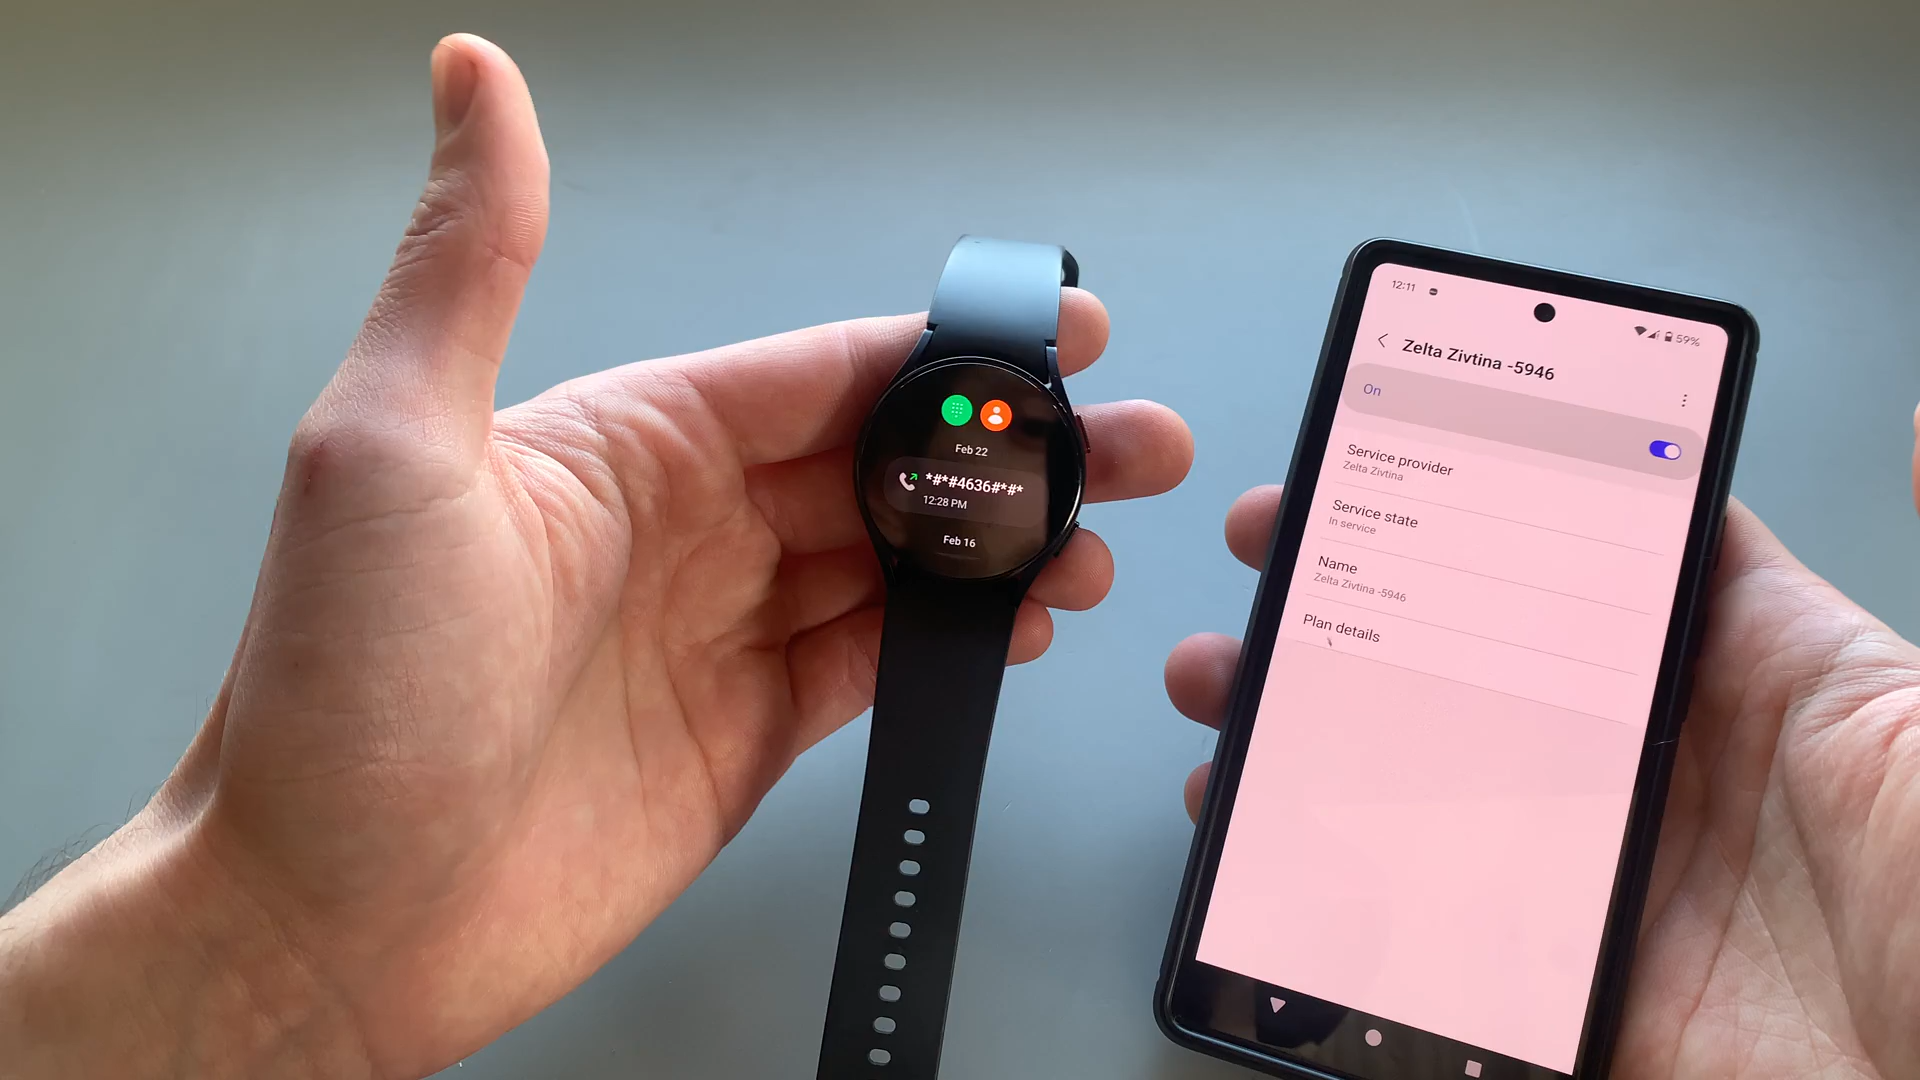 Feb 22
*#*#4636#*#*
12:28 PM
Feb 16
12:11
59%
Zelta Zivtina -5946
On
Service provider
Zelta Zivtina
Service state
In service
Name
Zelta Zivtina -5946
Plan details